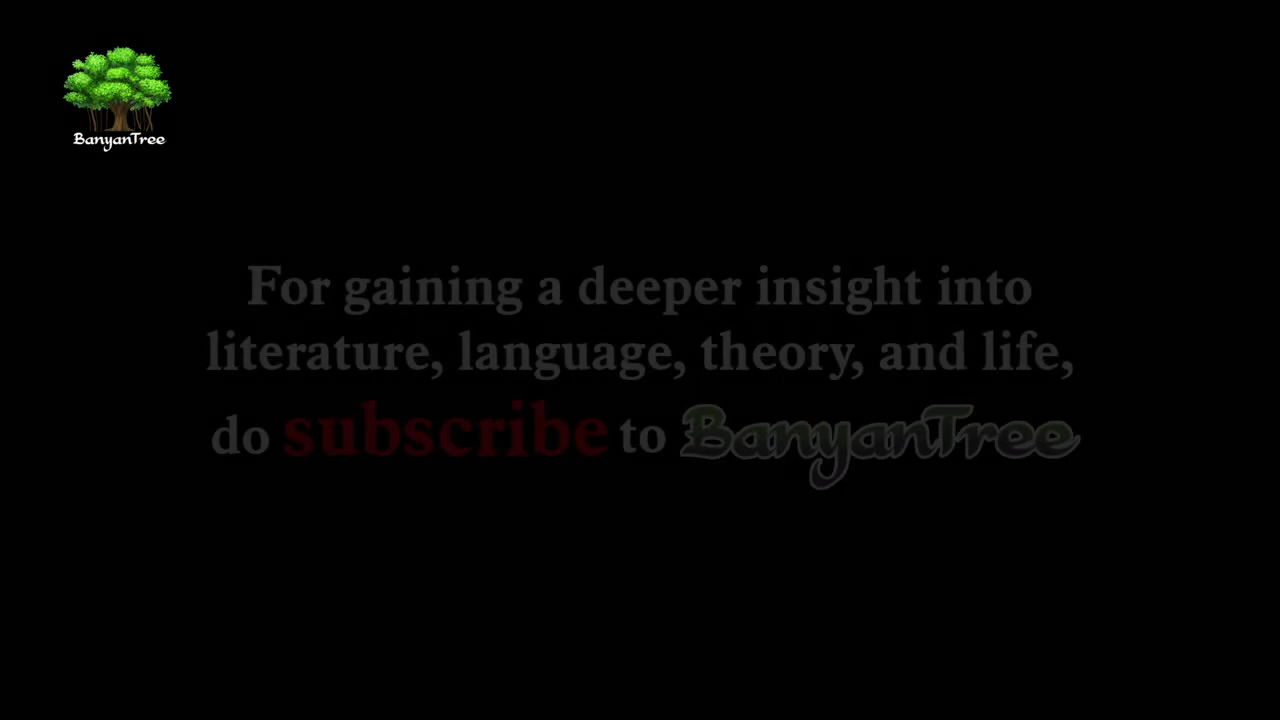 BanyanTree
For gaining a deeper insight into
literature, language, theory, and life,
do subscribe to BanyanTree